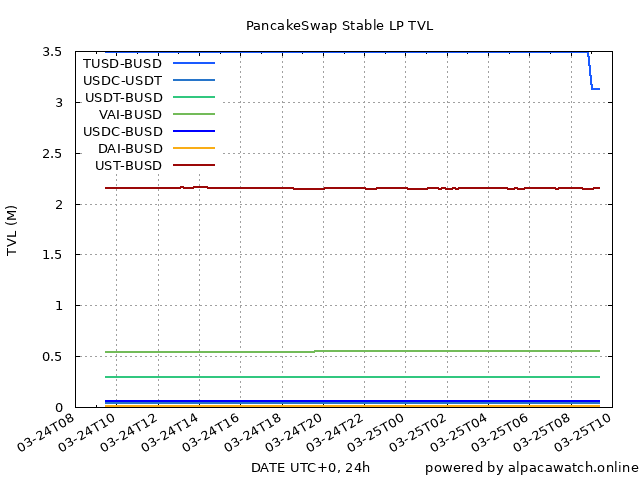 PancakeSwap Stable LP TVL
3.5
3
2.5
2
1.5
1
0.5
0
TVL (M)
TUSD-BUSD
USDC-USDT
USDT-BUSD
VAI-BUSD
USDC-BUSD
DAI-BUSD
UST-BUSD
03-24T08
03-24T10
03-24T12
03-24T14
03-24T16
03-24T18
03-24T20
03-24T22
03-25T00
03-25T02
03-25T04
03-25T06
03-25T08
03-25T10
DATE UTC+0, 24h
powered by alpacawatch.online